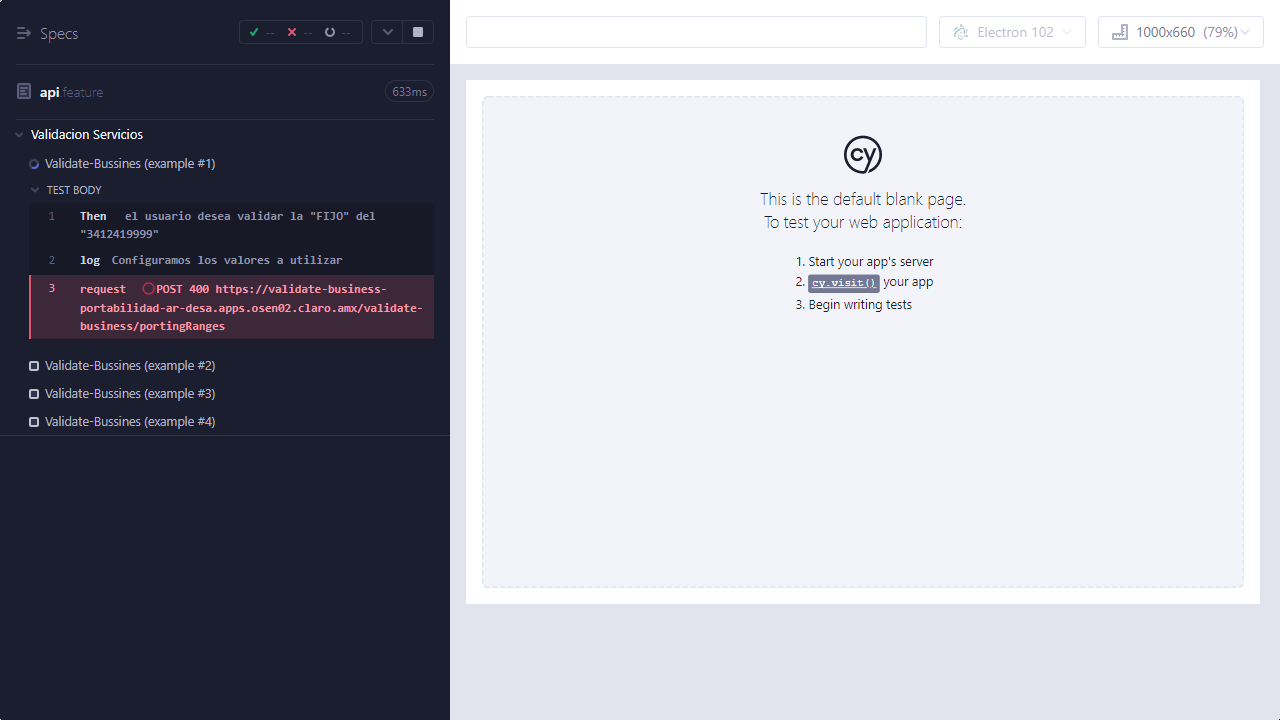 Specs
--
--
--
Electron 102
1000x660 (79%)
api.feature
633ms
Validacion Servicios
Validate-Bussines (example #1)
TEST BODY
1 Then el usuario desea validar la "FIJO" del
"3412419999"
2 log Configuramos los valores a utilizar
3 request POST 400 https://validate-business-
portabilidad-ar-desa.apps.osen02.claro.amx/validate-
business/portingRanges
Validate-Bussines (example #2)
Validate-Bussines (example #3)
Validate-Bussines (example #4)
cy
This is the default blank page.
To test your web application:
1. Start your app's server
2. cy.visit() your app
3. Begin writing tests